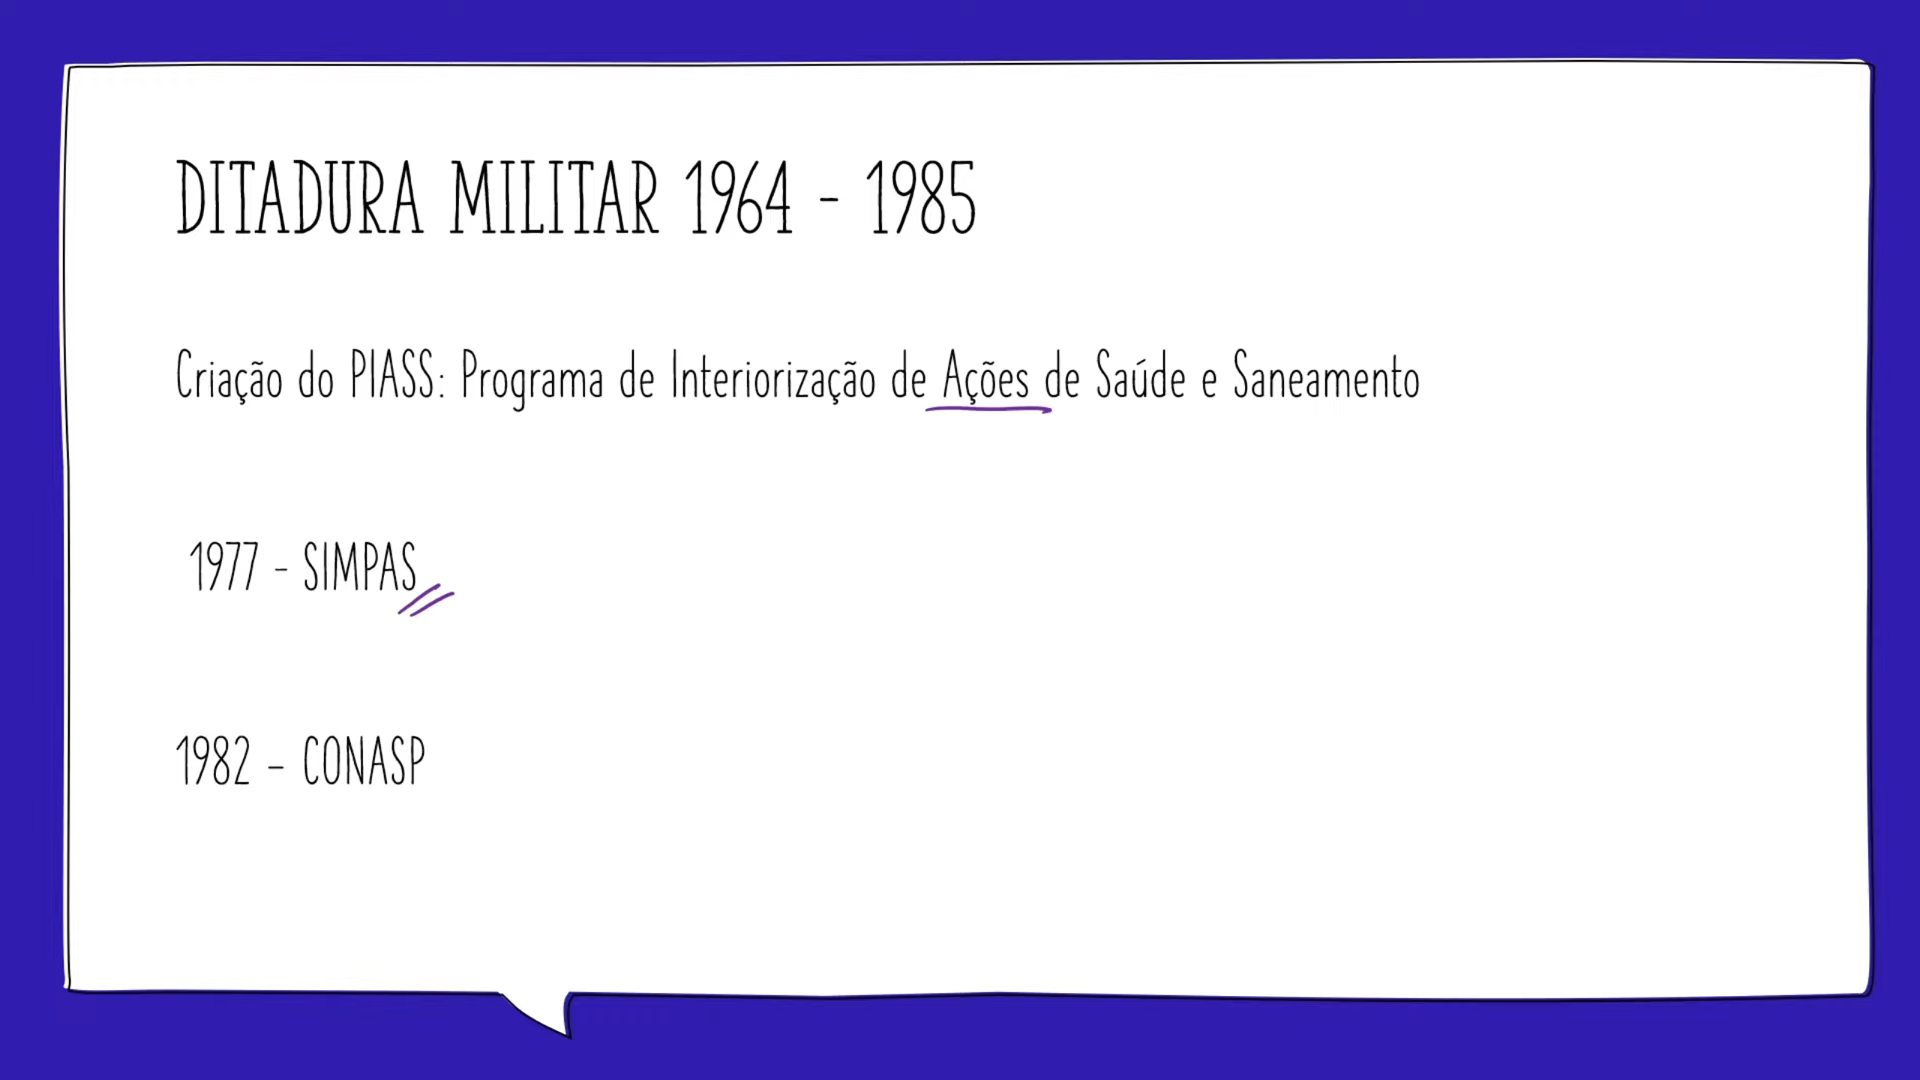 DITADURA MILITAR 1964 - 1985
Criação do PIASS: Programa de Interiorização de Ações de Saúde e Saneamento
1977 - SIMPAS
1982 – CONASP